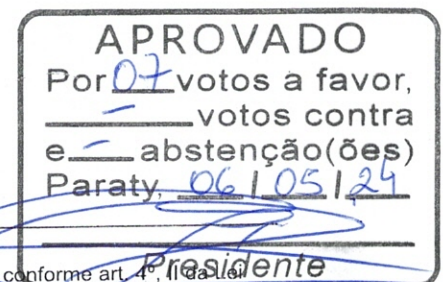 APROVADO
Por 07 votos a favor,
- votos contra
e - abstenção(ões)
Paraty, 06 / 05 / 24
Presidente
conforme art. 4º, II da Lei